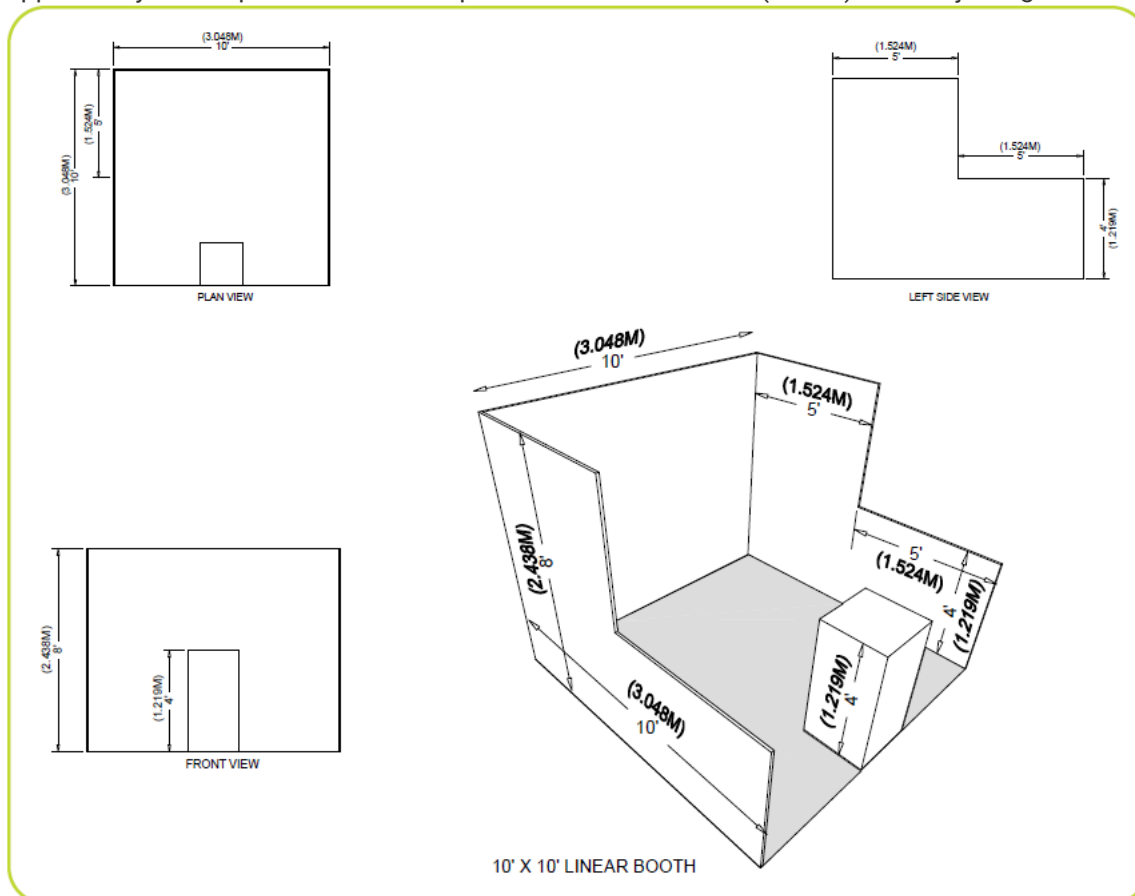 (3.048M)
10'
(1.524M)
5'
(3.048M)
10'
PLAN VIEW
(1.524M)
5'
(1.524M)
5'
4'
(1.219M)
LEFT SIDE VIEW
(3.048M)
10'
(1.524M)
5'
(2.438M)
8'
5'
(1.524M)
4'
(1.219M)
(1.219M)
4'
(3.048M)
10'
(2.438M)
8'
(1.219M)
4'
FRONT VIEW
10' X 10' LINEAR BOOTH